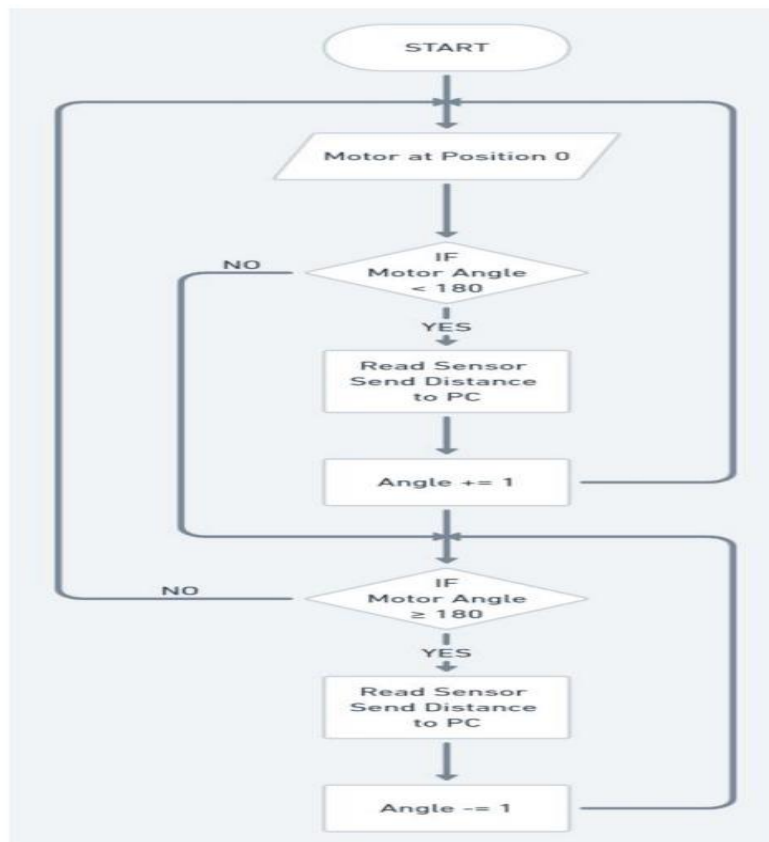 START
Motor at Position 0
IF
Motor Angle
< 180
NO
YES
Read Sensor
Send Distance
to PC
Angle += 1
IF
Motor Angle
≥ 180
NO
YES
Read Sensor
Send Distance
to PC
Angle -= 1